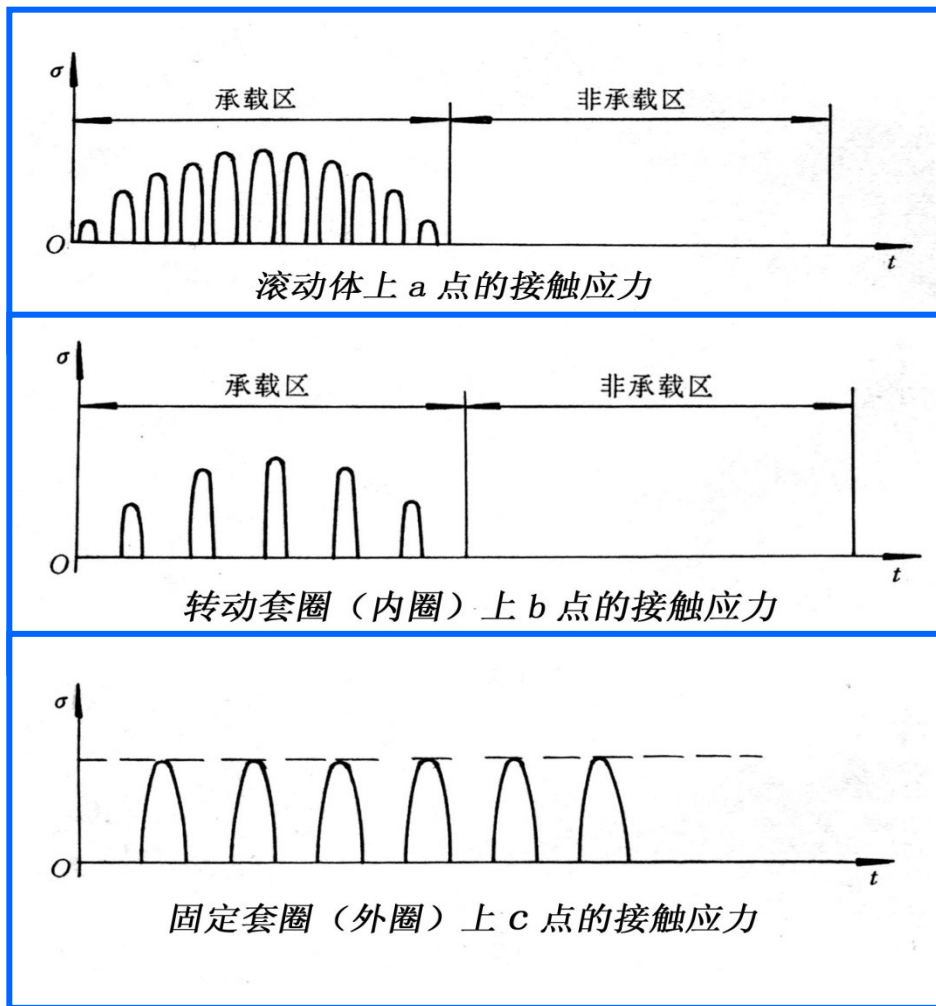 σ
承载区
非承载区
O
t
滚动体上 a 点的接触应力
σ
承载区
非承载区
O
t
转动套圈（内圈）上 b 点的接触应力
σ
O
t
固定套圈（外圈）上 c 点的接触应力